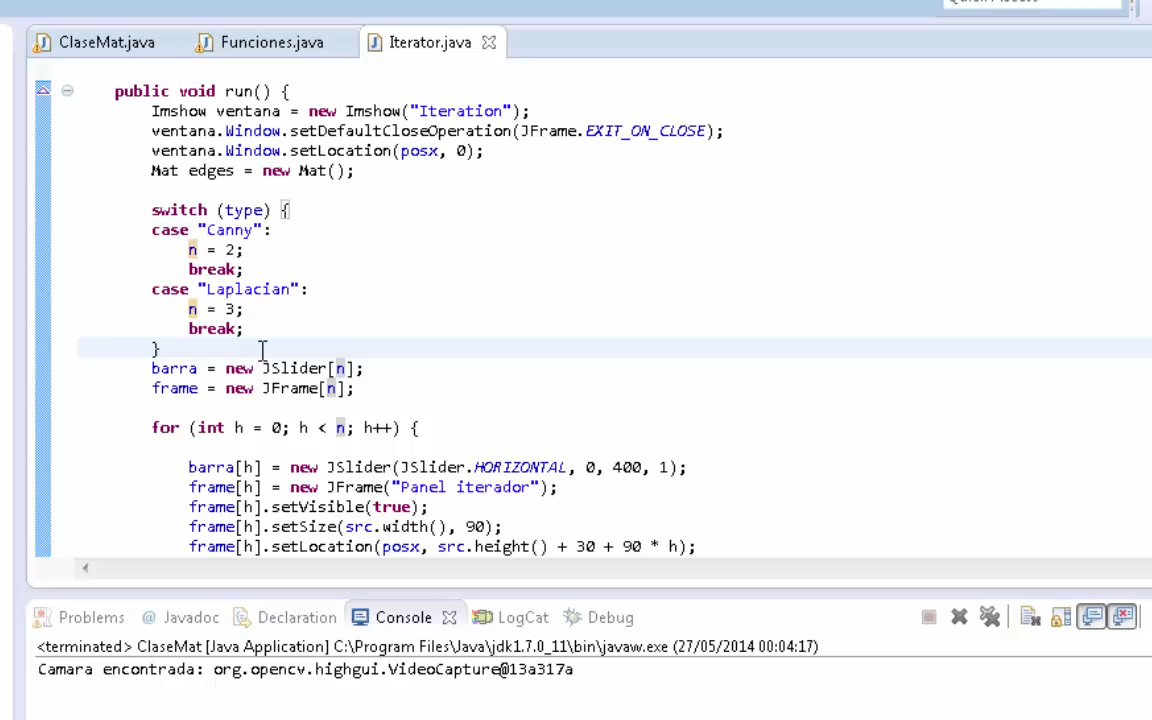 ClaseMat.java Funciones.java Iterator.java
public void run() {
Imshow ventana = new Imshow("Iteration");
ventana.Window.setDefaultCloseOperation(JFrame.EXIT_ON_CLOSE);
ventana.Window.setLocation(posx, 0);
Mat edges = new Mat();
switch (type) {
case "Canny":
n = 2;
break;
case "Laplacian":
n = 3;
break;
}
barra = new JSlider[n];
frame = new JFrame[n];
for (int h = 0; h < n; h++) {
barra[h] = new JSlider(JSlider.HORIZONTAL, 0, 400, 1);
frame[h] = new JFrame("Panel iterador");
frame[h].setVisible(true);
frame[h].setSize(src.width(), 90);
frame[h].setLocation(posx, src.height() + 30 + 90 * h);
Problems @ Javadoc Declaration Console LogCat Debug
<terminated> ClaseMat [Java Application] C:\Program Files\Java\jdk1.7.0_11\bin\javaw.exe (27/05/2014 00:04:17)
Camara encontrada: org.opencv.highgui.VideoCapture@13a317a